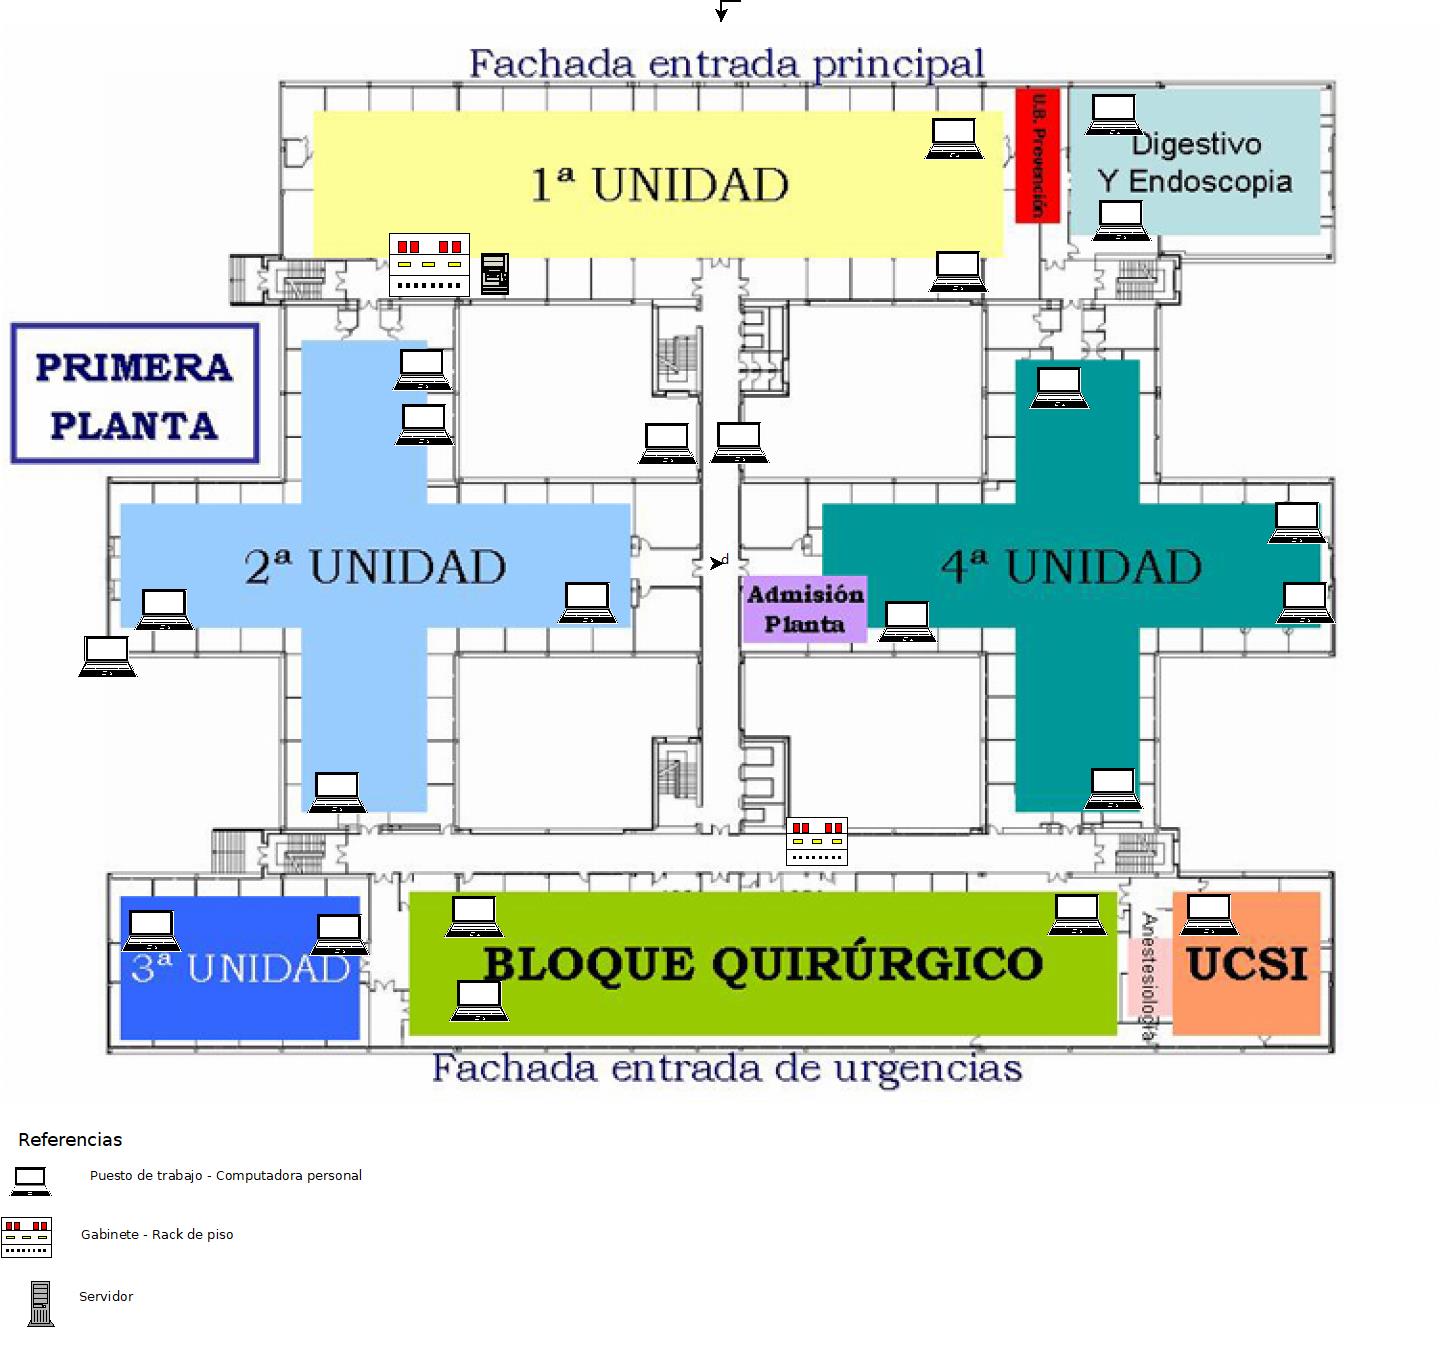 Fachada entrada principal
1ª UNIDAD
U.B. Prevención
Digestivo
Y Endoscopia
PRIMERA
PLANTA
2ª UNIDAD
d
4ª UNIDAD
Admisión
Planta
3ª UNIDAD
BLOQUE QUIRÚRGICO
Anestesiología
UCSI
Fachada entrada de urgencias
Referencias
Puesto de trabajo - Computadora personal
Gabinete - Rack de piso
Servidor